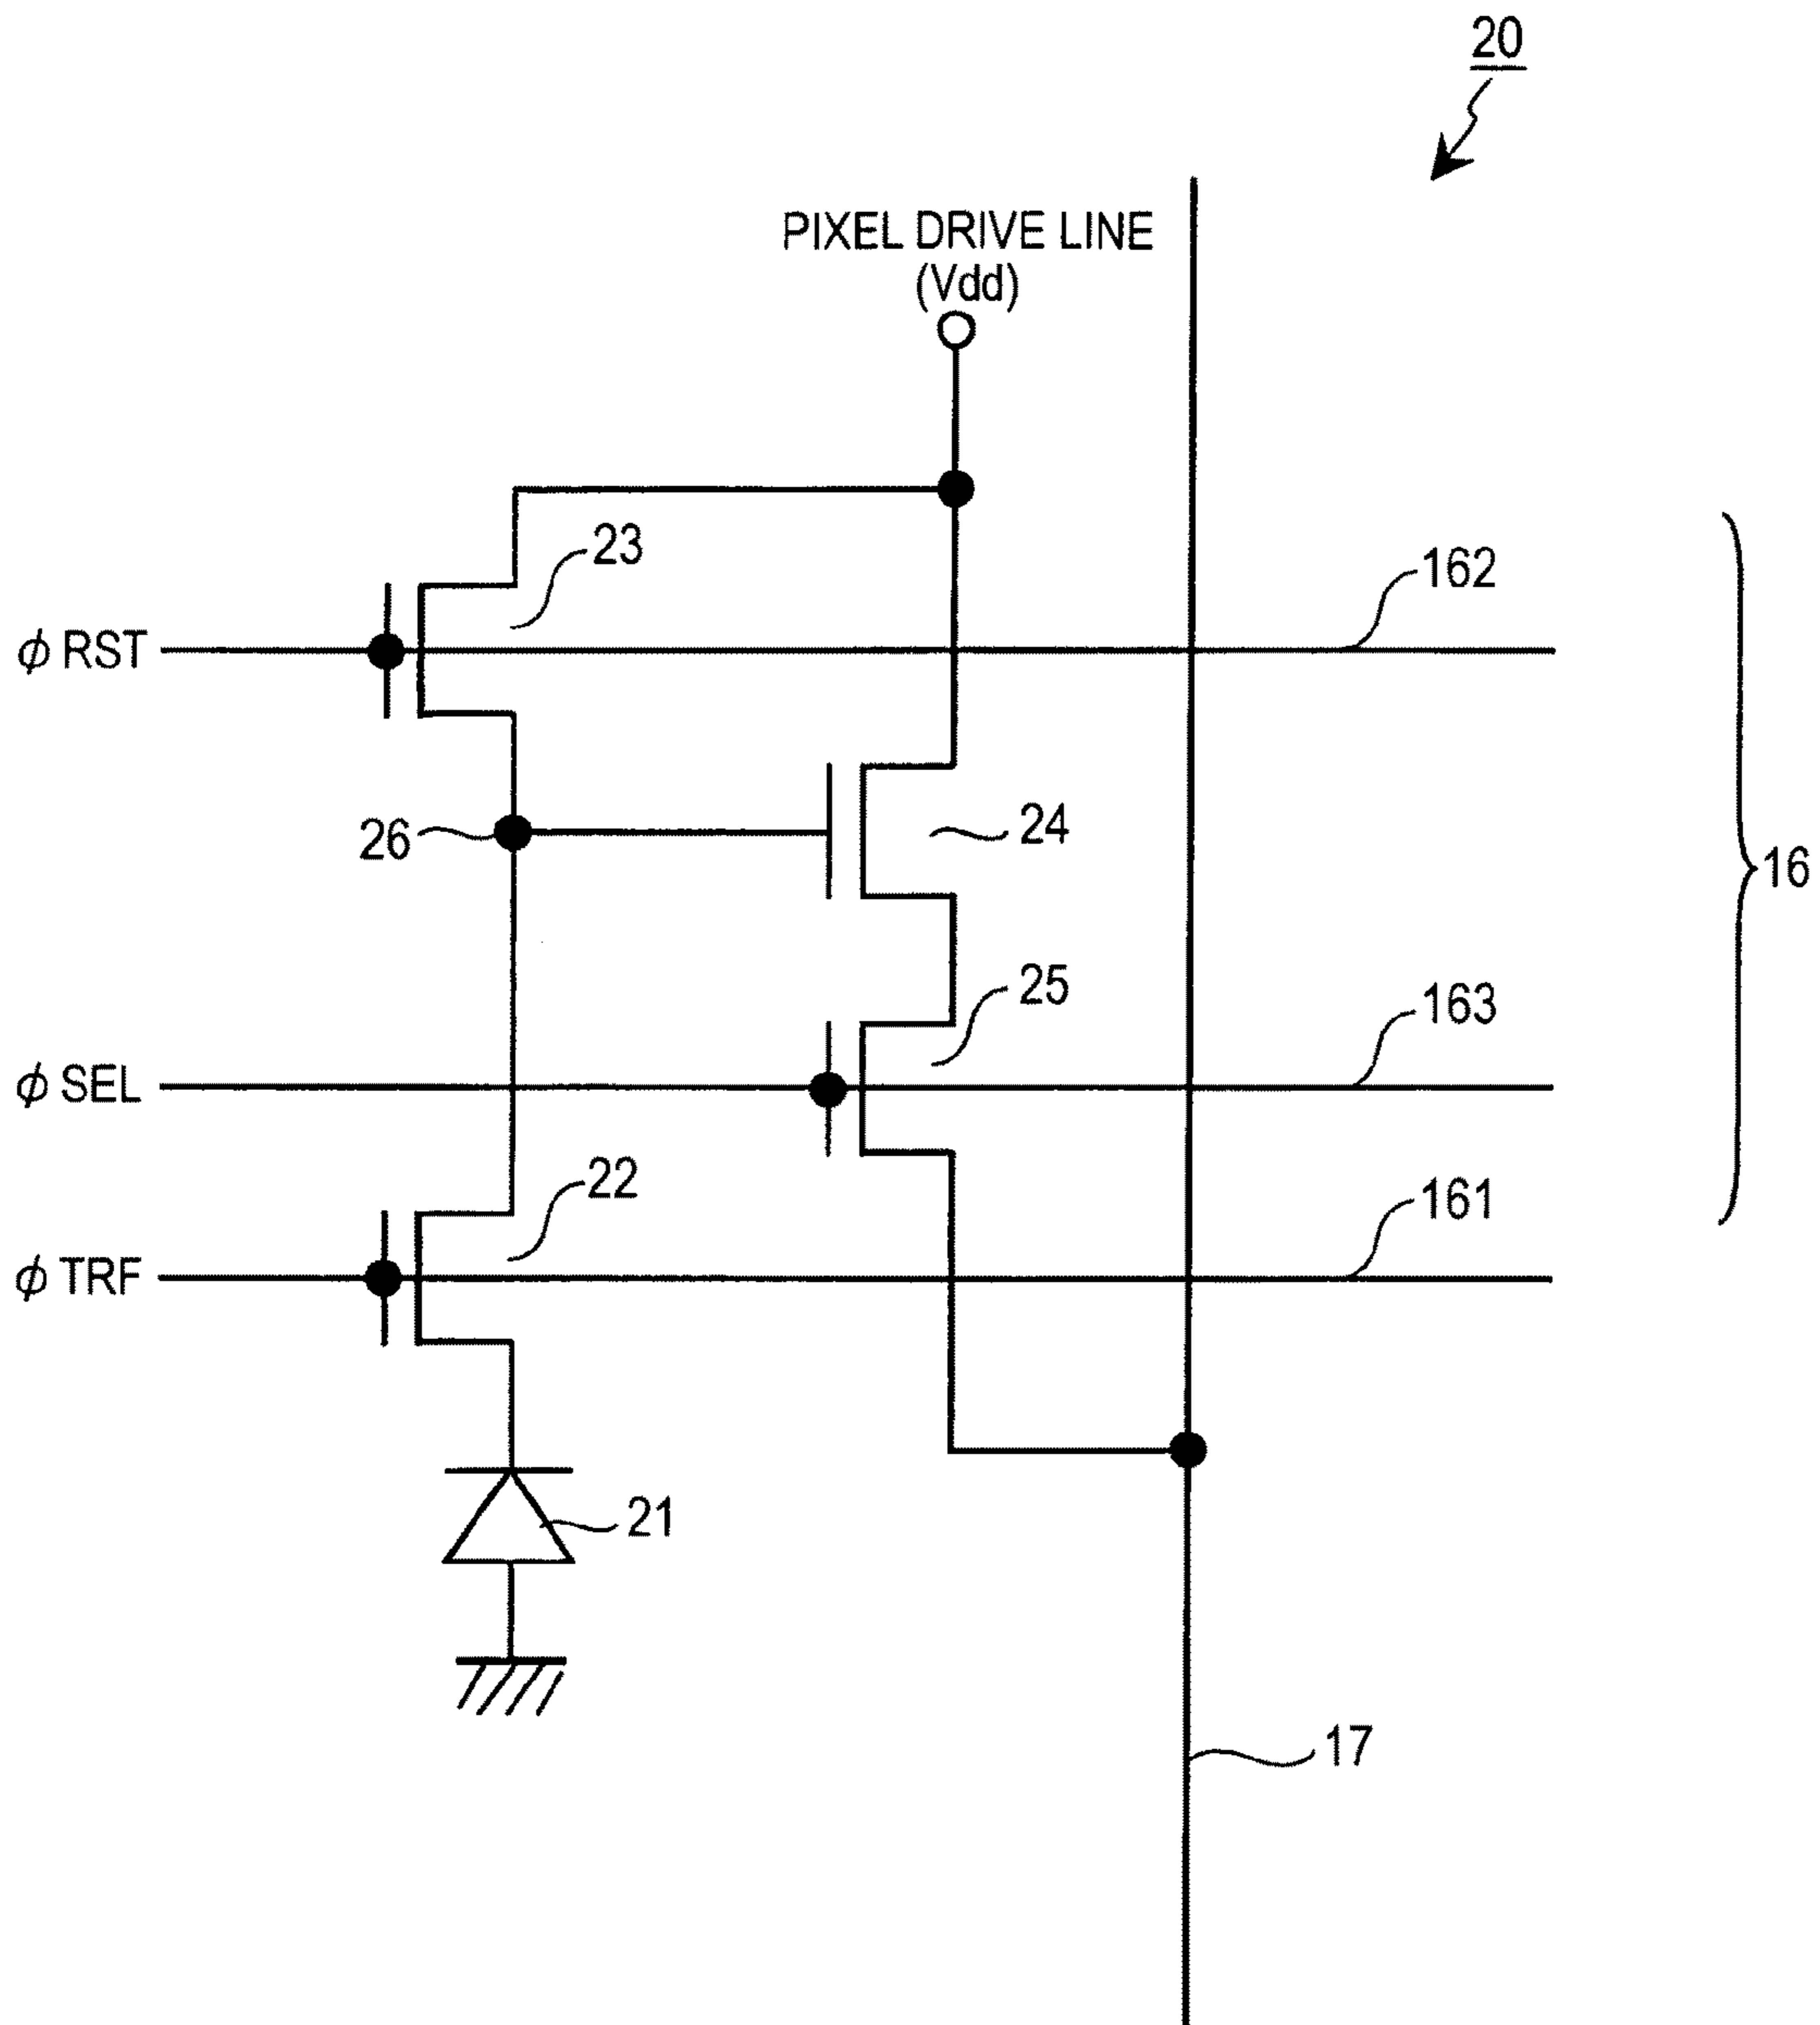 20
PIXEL DRIVE LINE
(Vdd)
23
162
ϕ RST
26
24
16
25
163
ϕ SEL
22
161
ϕ TRF
21
17